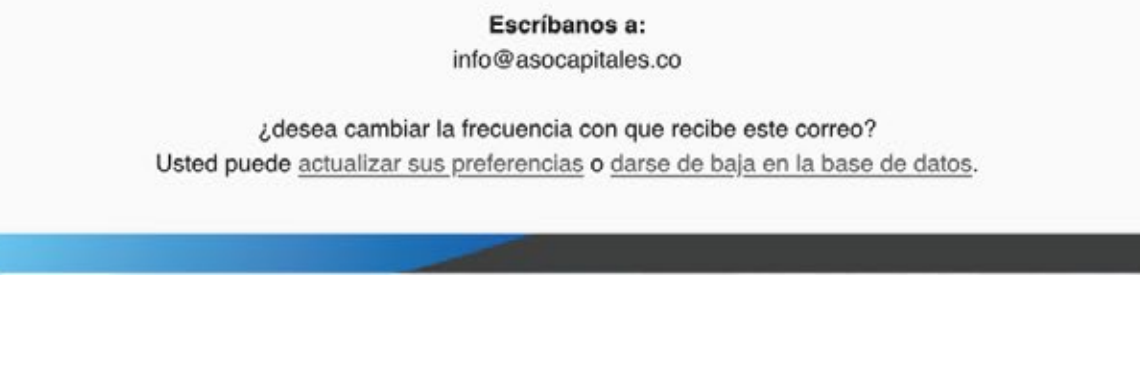 Escríbanos a:
info@asocapitales.co
¿desea cambiar la frecuencia con que recibe este correo?
Usted puede actualizar sus preferencias o darse de baja en la base de datos.